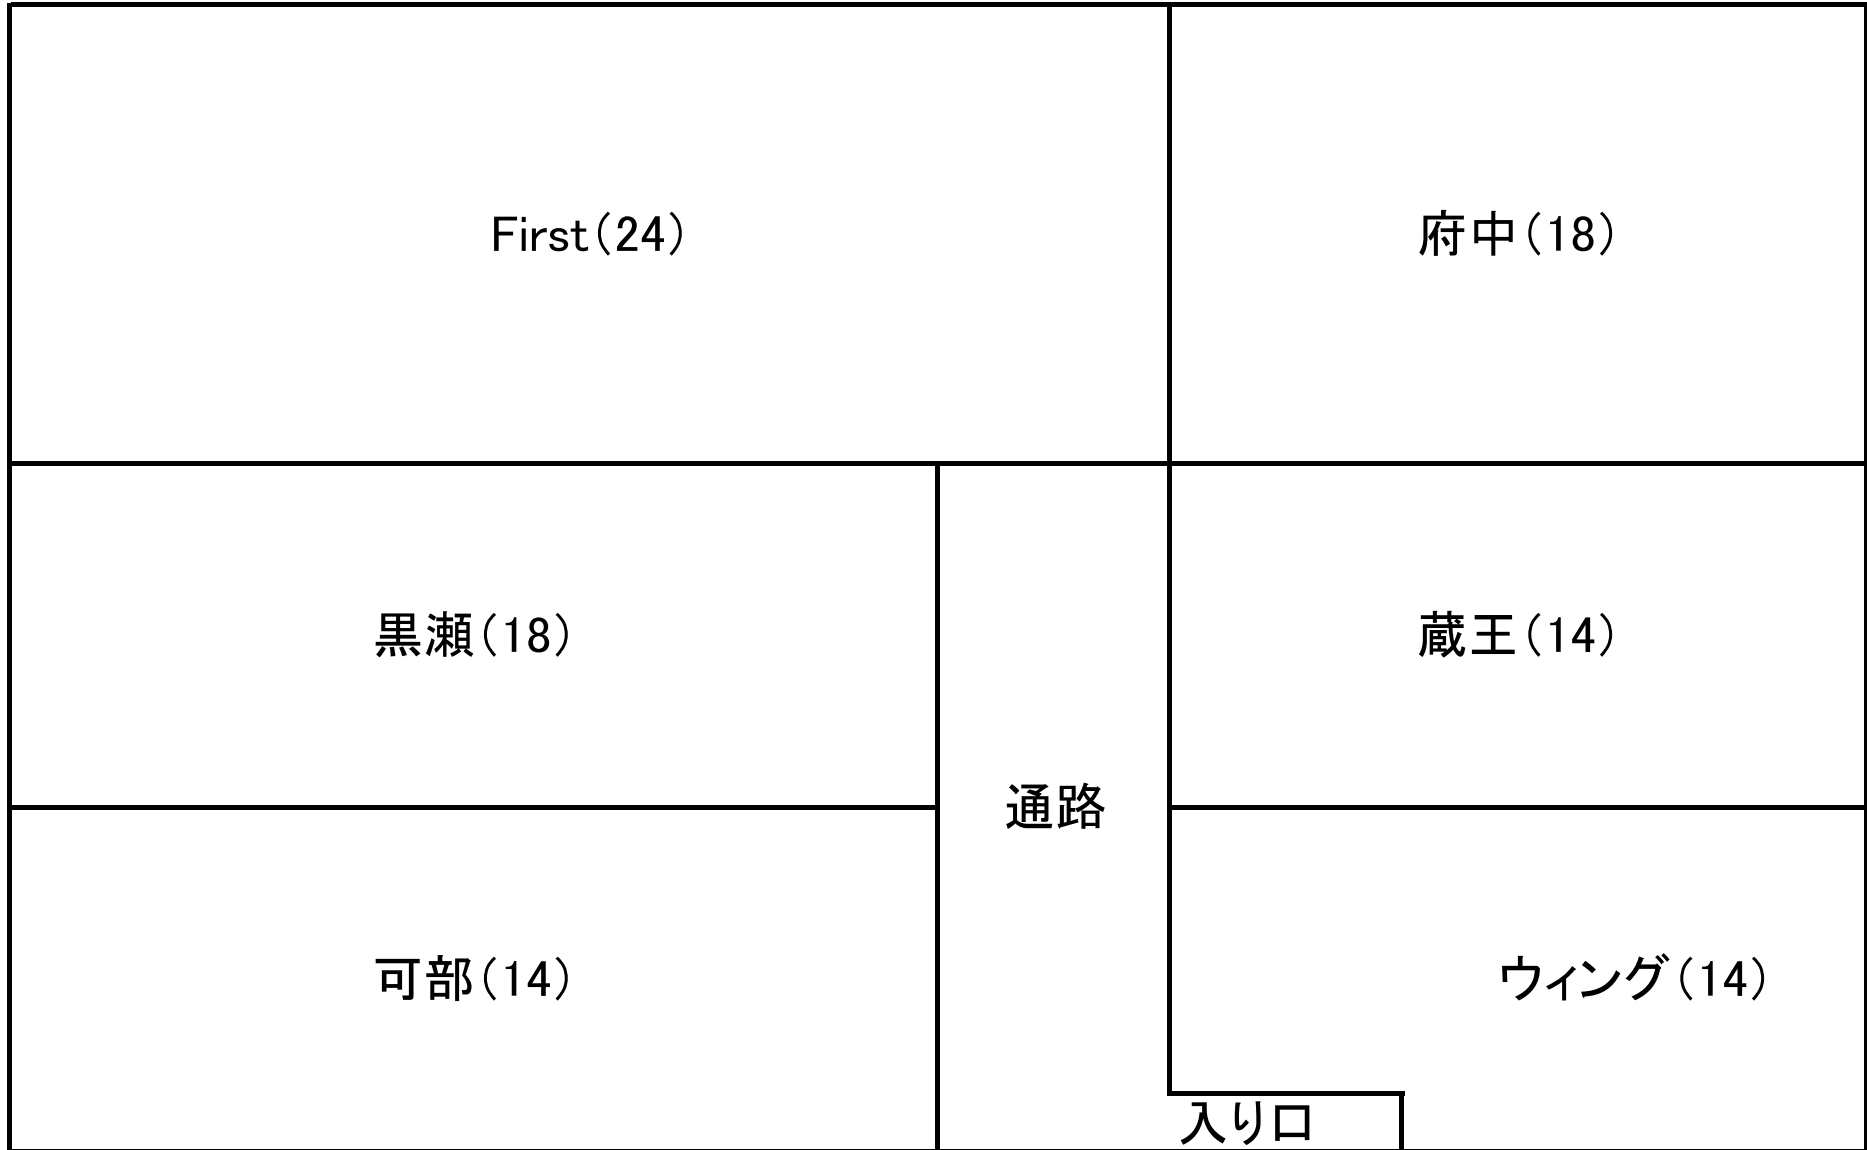 First（24）
府中（18）
黒瀬（18）
蔵王（14）
通路
可部（14）
ウィング（14）
入り口